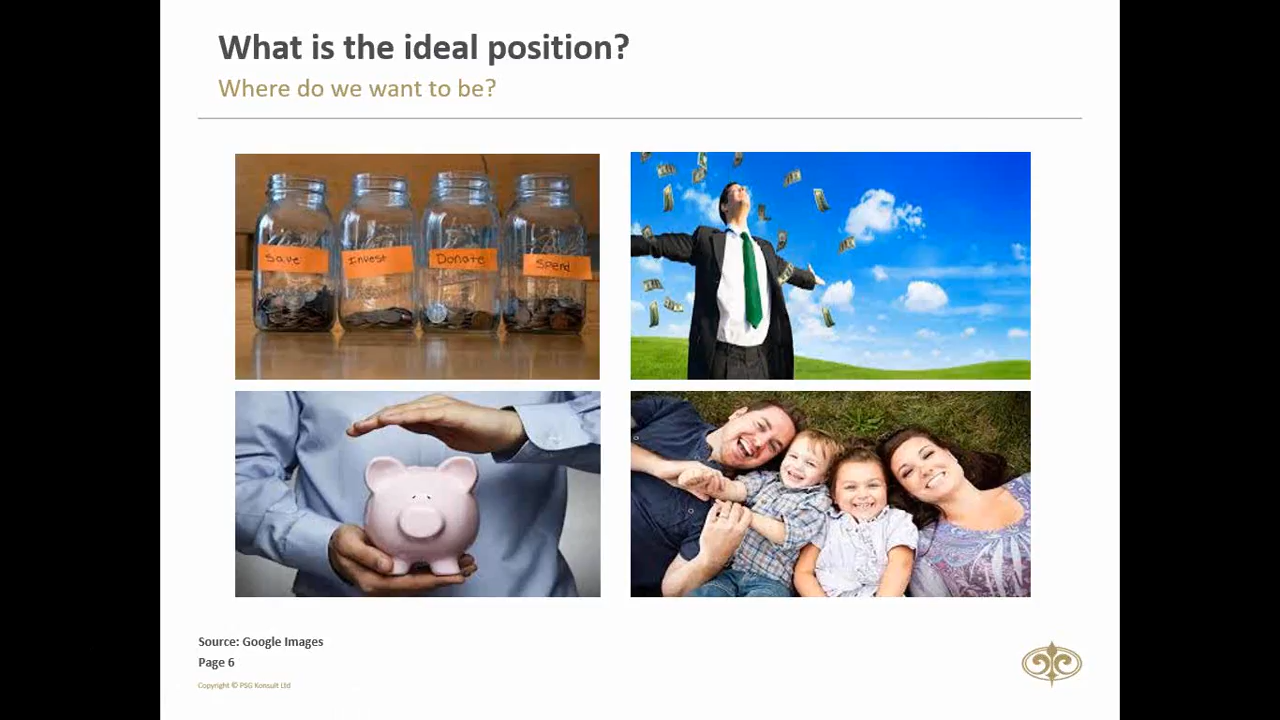 What is the ideal position?
Where do we want to be?
Save
Invest
Donate
Spend
Source: Google Images
Page 6
Copyright © PSG Konsult Ltd